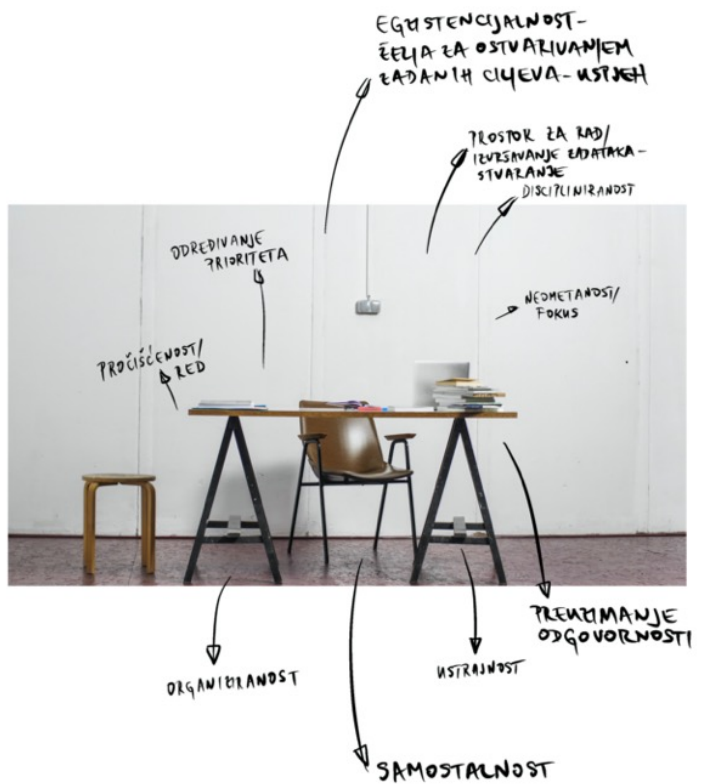 EGZISTENCIJALNOST-
ŽELJA ZA OSTVARIVANJEM
ZADANIH CILJEVA - USPJEH
PROSTOR ZA RAD/
IZVRŠAVANJE ZADATAKA -
STVARANJE
DISCIPLINIRANOST
ODREĐIVANJE
PRIORITETA
NEOMETANOST/
FOKUS
PROČIŠĆENOST/
RED
PREUZIMANJE
ODGOVORNOSTI
ORGANIZIRANOST
USTRAJNOST
SAMOSTALNOST